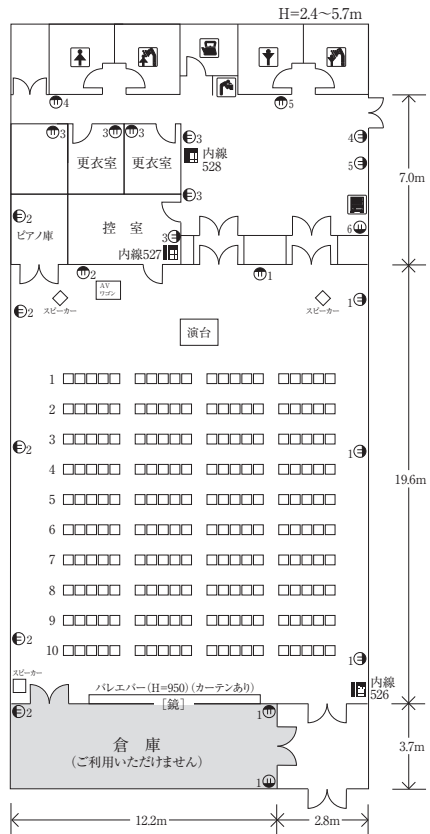 H=2.4〜5.7m
4
5
3
3
3
3
4
更衣室
更衣室
内線
528
5
7.0m
3
2
ピアノ庫
控 室
6
3
内線527
2
1
AV
ワゴン
スピーカー
スピーカー
2
1
演台
1
2
3
2
1
4
19.6m
5
6
7
8
9
2
10
1
スピーカー
バレエバー(H=950)(カーテンあり)
内線
526
[鏡]
2
1
倉 庫
(ご利用いただけません)
3.7m
1
12.2m
2.8m